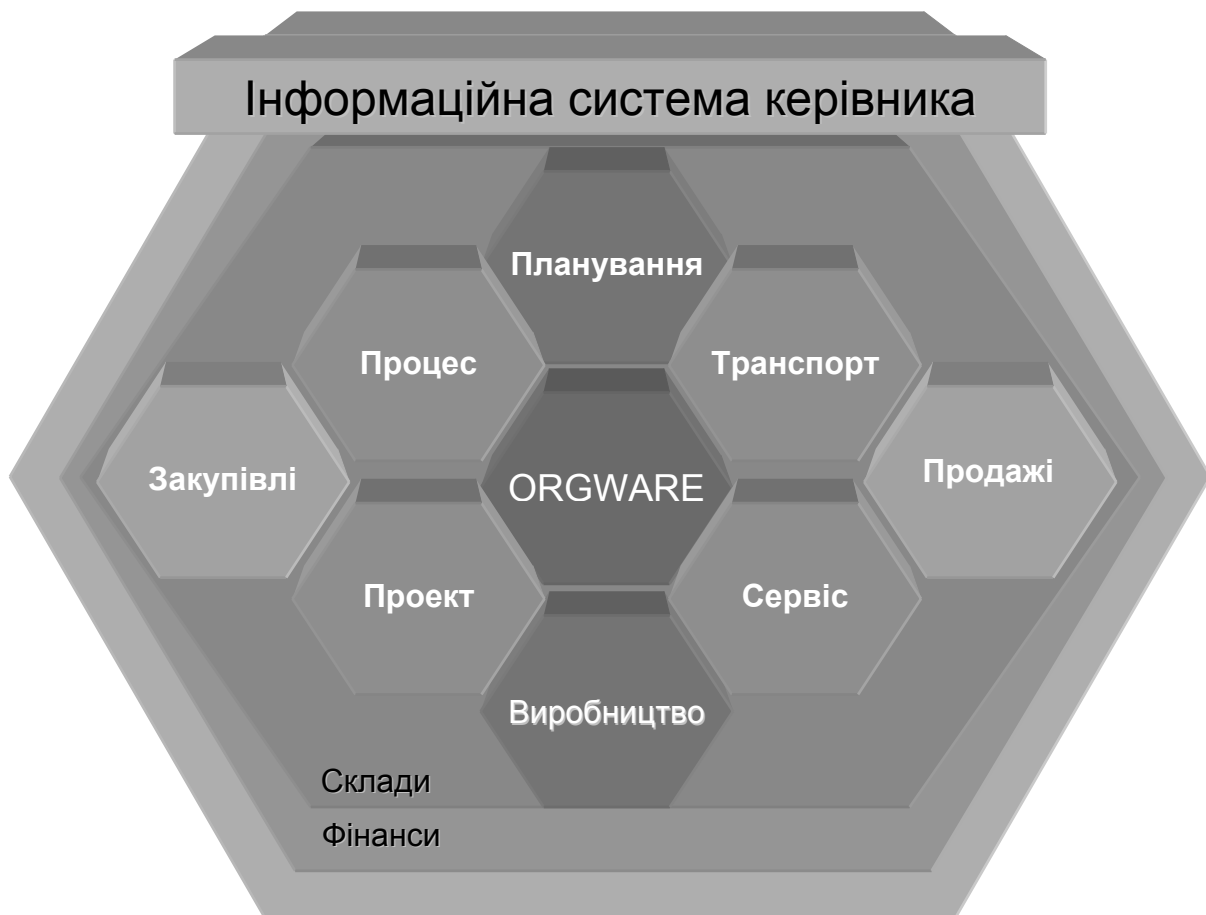 Інформаційна система керівника
Планування
Процес
Транспорт
Закупівлі
ORGWARE
Продажі
Проект
Сервіс
Виробництво
Склади
Фінанси